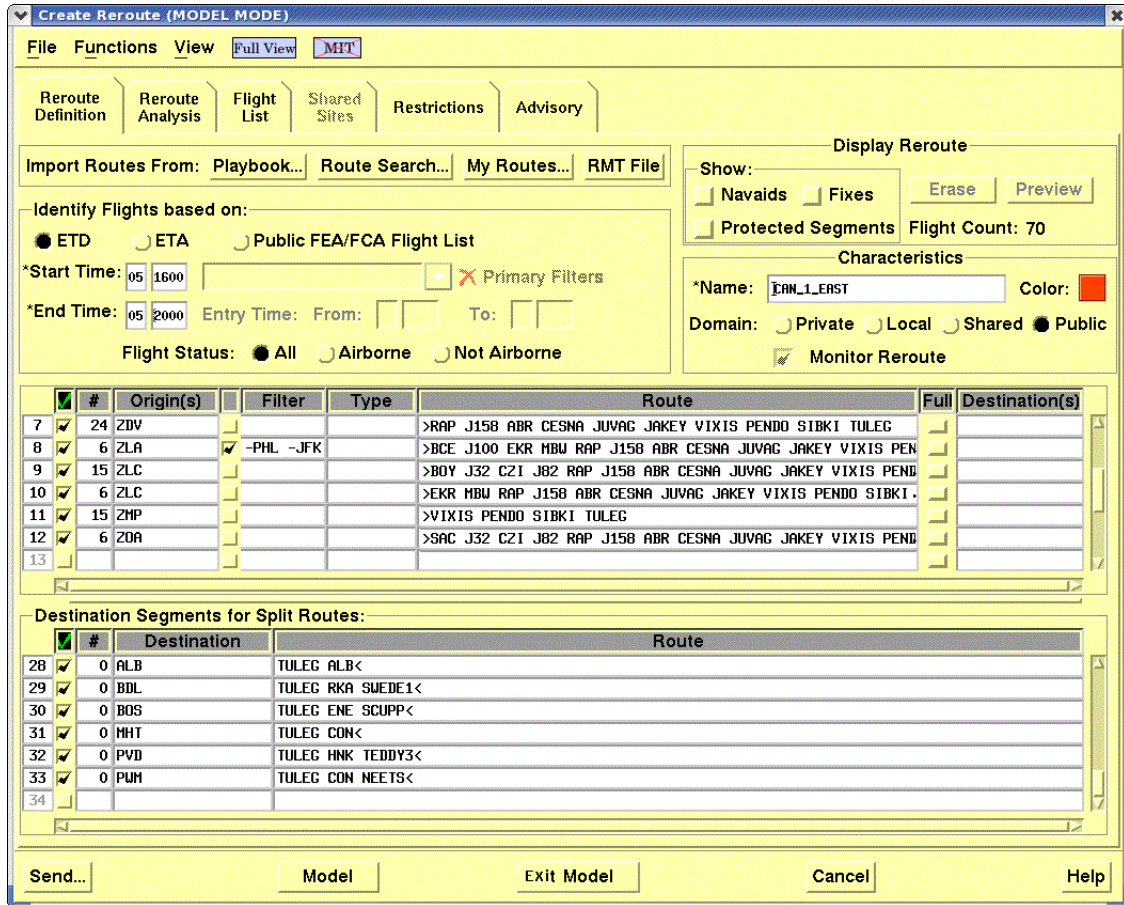 Create Reroute (MODEL MODE)
File Functions View Full View MIT
Reroute Definition Reroute Analysis Flight List Shared Sites Restrictions Advisory
Import Routes From: Playbook... Route Search... My Routes... RMT File
Display Reroute
Show:
Navaids Fixes Erase Preview
Protected Segments Flight Count: 70
Identify Flights based on:
ETD ETA Public FEA/FCA Flight List
*Start Time: 05 1600 Primary Filters
*End Time: 05 2000 Entry Time: From: To:
Flight Status: All Airborne Not Airborne
Characteristics
*Name: CAN_1_EAST Color:
Domain: Private Local Shared Public
Monitor Reroute
# Origin(s) Filter Type Route Full Destination(s)
7 24 ZDV >RAP J158 ABR CESNA JUVAG JAKEY VIXIS PENDO SIBKI TULEG
8 6 ZLA -PHL -JFK >BCE J100 EKR MBW RAP J158 ABR CESNA JUVAG JAKEY VIXIS PEN
9 15 ZLC >BOY J32 CZI J82 RAP J158 ABR CESNA JUVAG JAKEY VIXIS PEND
10 6 ZLC >EKR MBW RAP J158 ABR CESNA JUVAG JAKEY VIXIS PENDO SIBKI
11 15 ZMP >VIXIS PENDO SIBKI TULEG
12 6 ZOA >SAC J32 CZI J82 RAP J158 ABR CESNA JUVAG JAKEY VIXIS PEND
13
Destination Segments for Split Routes:
# Destination Route
28 0 ALB TULEG ALB<
29 0 BDL TULEG RKA SWEDE1<
30 0 BOS TULEG ENE SCUPP<
31 0 MHT TULEG CON<
32 0 PVD TULEG HNK TEDDY3<
33 0 PWM TULEG CON NEETS<
34
Send... Model Exit Model Cancel Help